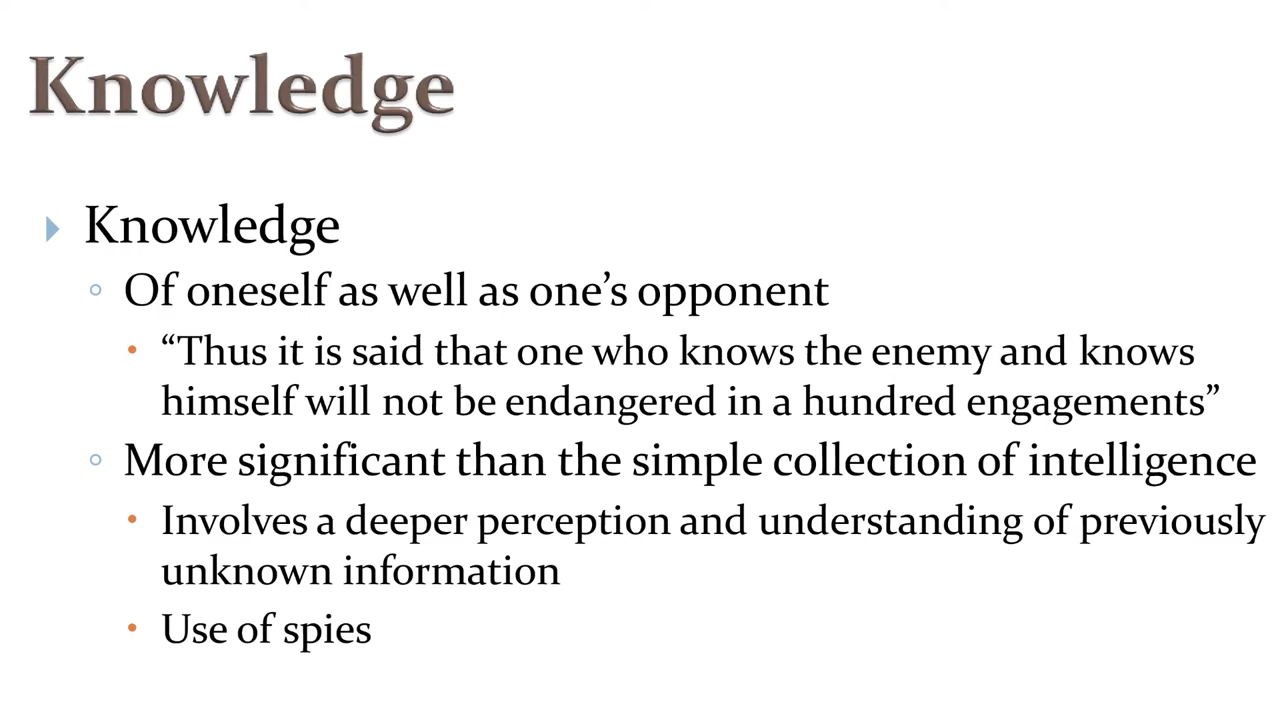 Knowledge
Knowledge
Of oneself as well as one’s opponent
“Thus it is said that one who knows the enemy and knows
himself will not be endangered in a hundred engagements”
More significant than the simple collection of intelligence
Involves a deeper perception and understanding of previously
unknown information
Use of spies